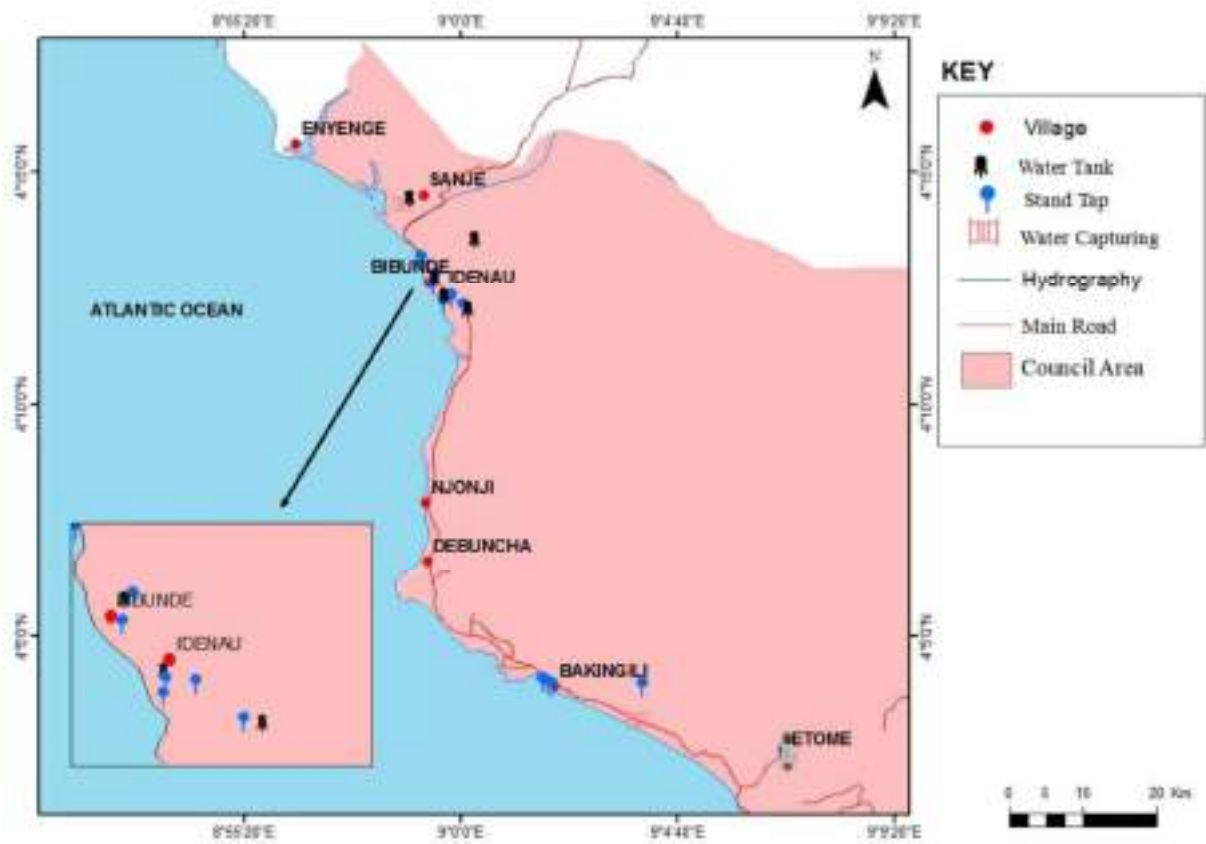 8°55'20"E 9°0'0"E 9°4'40"E 9°9'20"E
N
KEY
Village
Water Tank
Stand Tap
Water Capturing
Hydrography
Main Road
Council Area
ENYENGE
4°15'0"N 4°15'0"N
SANJE
BIBUNDE
IDENAU
ATLANTIC OCEAN
4°10'0"N 4°10'0"N
NJONJI
DEBUNCHA
IDENAU
4°5'0"N 4°5'0"N
BAKINGILI
ETOME
0 5 10 20 Km
8°55'20"E 9°0'0"E 9°4'40"E 9°9'20"E